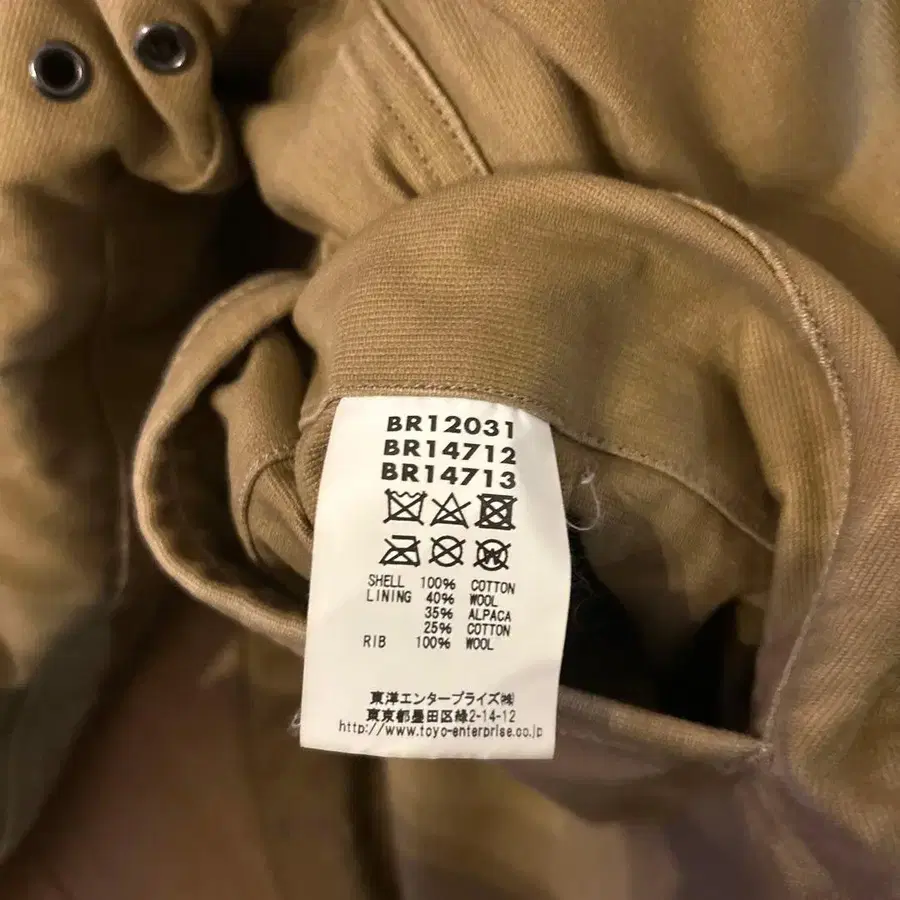 BR12031
BR14712
BR14713
SHELL 100% COTTON
LINING 40% WOOL
35% ALPACA
25% COTTON
RIB 100% WOOL
東洋エンタープライズ㈱
東京都墨田区緑2-14-12
http://www.toyo-enterprise.co.jp